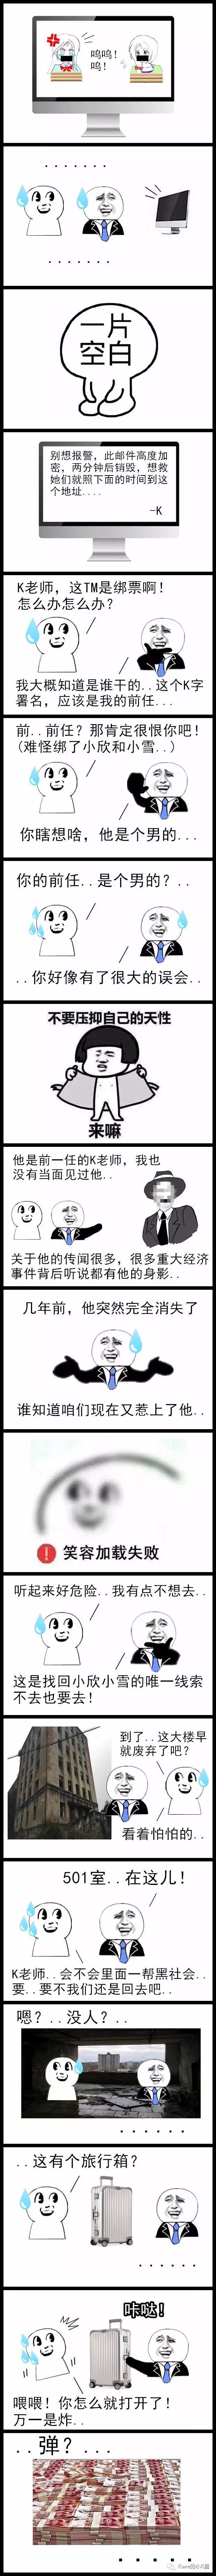 呜呜！
呜！
.......
.......
一片
空白
别想报警，此邮件高度加
密，两分钟后销毁，想救
她们就照下面的时间到这
个地址....
-K
K老师，这TM是绑票啊！
怎么办怎么办？
我大概知道是谁干的..这个K字
署名，应该是我的前任...
前..前任？那肯定很恨你吧！
(难怪绑了小欣和小雪..)
你瞎想啥，他是个男的...
你的前任..是个男的？..
..你好像有了很大的误会..
不要压抑自己的天性
来嘛
他是前一任的K老师，我也
没有当面见过他..
关于他的传闻很多，很多重大经济
事件背后听说都有他的身影..
几年前，他突然完全消失了
谁知道咱们现在又惹上了他..
笑容加载失败
听起来好危险..我有点不想去..
这是找回小欣小雪的唯一线索
不去也要去！
到了..这大楼早
就废弃了吧？
看着怕怕的..
501室..在这儿！
K老师..会不会里面一帮黑社会..
要..要不我们还是回去吧..
嗯？..没人？..
......
..这有个旅行箱？
......
咔哒！
喂喂！你怎么就打开了！
万一是炸..
..弹？...
.....